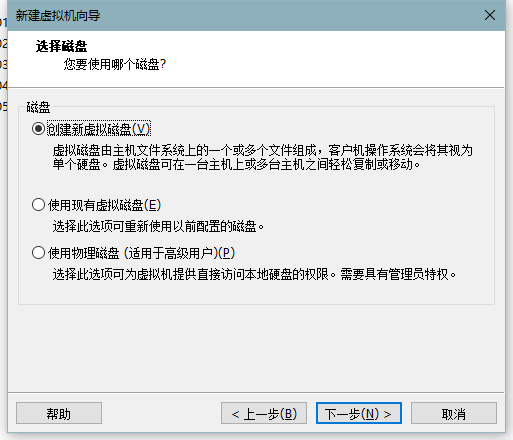 新建虚拟机向导
选择磁盘
您要使用哪个磁盘?
磁盘
创建新虚拟磁盘(V)
虚拟磁盘由主机文件系统上的一个或多个文件组成，客户机操作系统会将其视为
单个硬盘。虚拟磁盘可在一台主机上或多台主机之间轻松复制或移动。
使用现有虚拟磁盘(E)
选择此选项可重新使用以前配置的磁盘。
使用物理磁盘 (适用于高级用户)(P)
选择此选项可为虚拟机提供直接访问本地硬盘的权限。需要具有管理员特权。
帮助
< 上一步(B)
下一步(N) >
取消